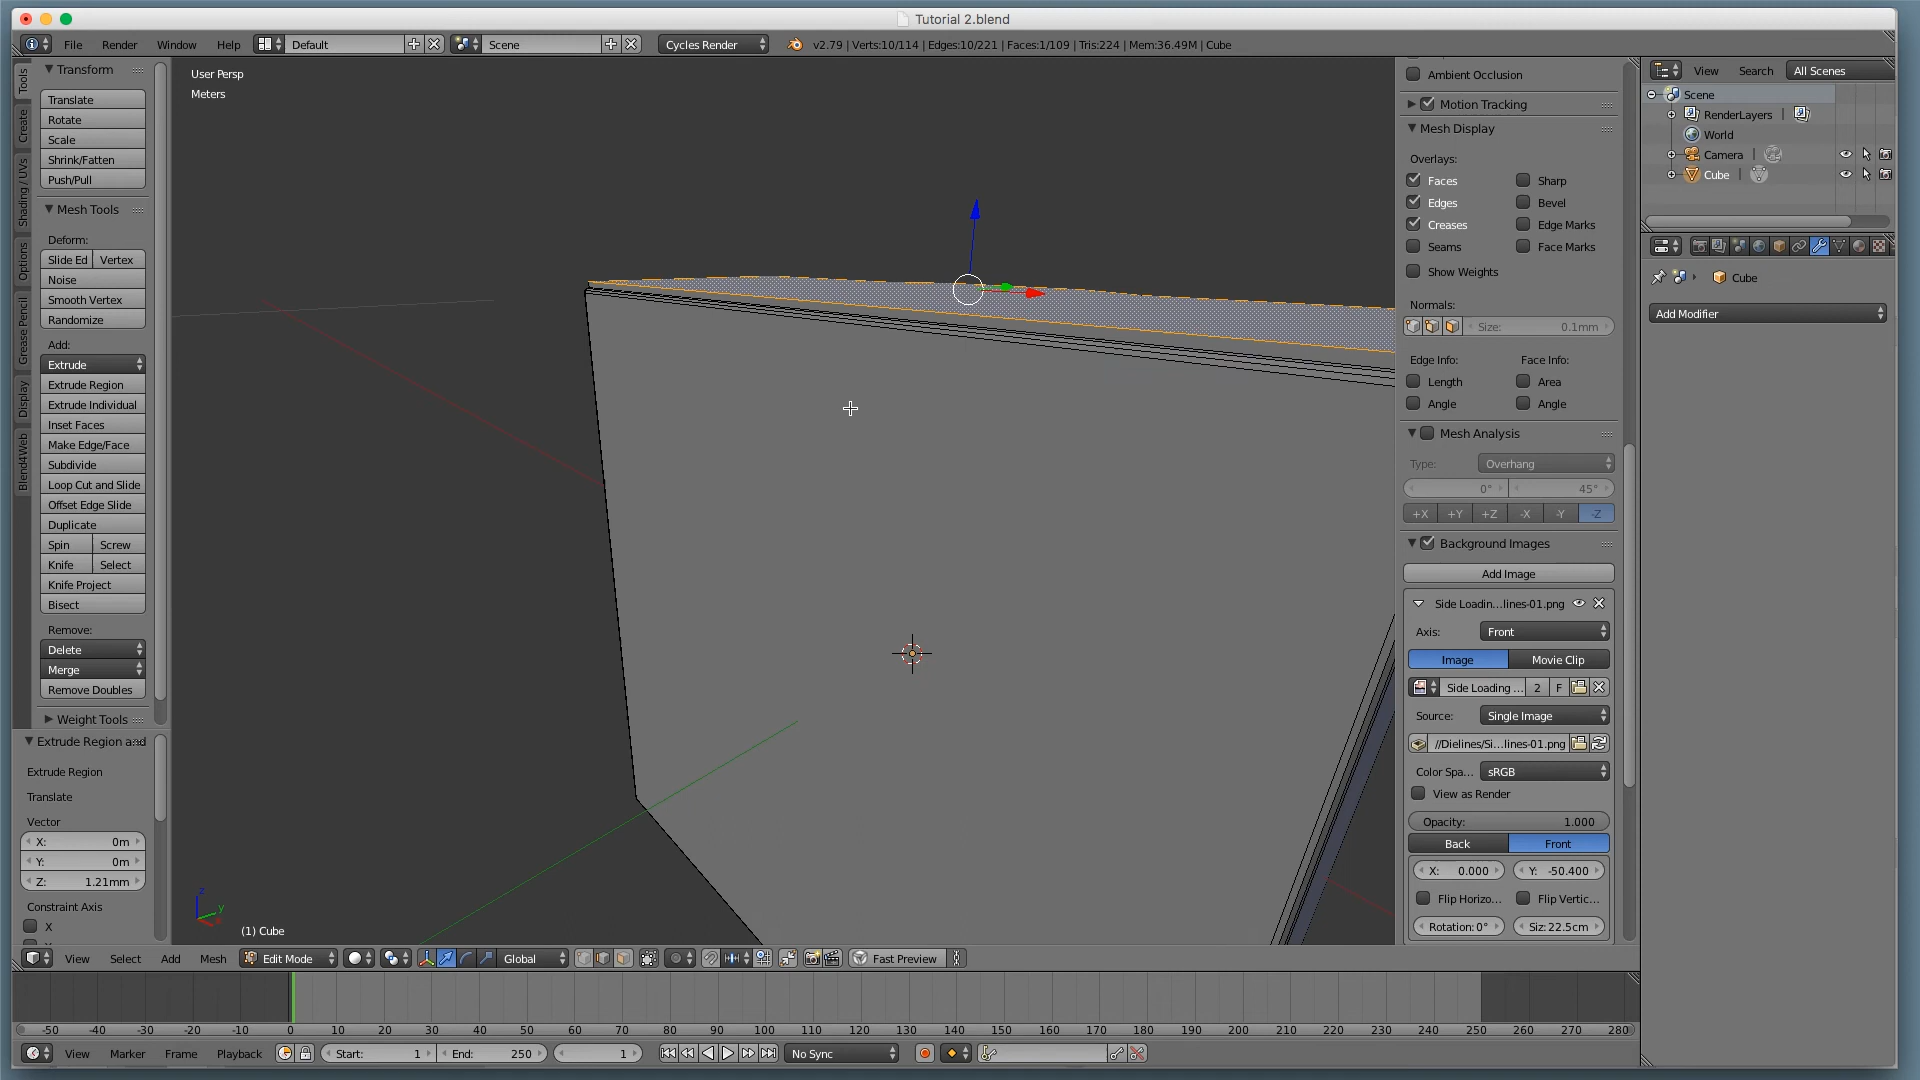 Tutorial 2.blend
File Render Window Help Default Scene Cycles Render v2.79 | Verts:10/114 | Edges:10/221 | Faces:1/109 | Tris:224 | Mem:36.49M | Cube
Tools
Create
Shading / UVs
Options
Grease Pencil
Display
Blend4Web
Transform
Translate
Rotate
Scale
Shrink/Fatten
Push/Pull
Mesh Tools
Deform:
Slide Ed Vertex
Noise
Smooth Vertex
Randomize
Add:
Extrude
Extrude Region
Extrude Individual
Inset Faces
Make Edge/Face
Subdivide
Loop Cut and Slide
Offset Edge Slide
Duplicate
Spin Screw
Knife Select
Knife Project
Bisect
Remove:
Delete
Merge
Remove Doubles
Weight Tools
Extrude Region and
Extrude Region
Translate
Vector
X: 0m
Y: 0m
Z: 1.21mm
Constraint Axis
X
User Persp
Meters
z
y
(1) Cube
Ambient Occlusion
Motion Tracking
Mesh Display
Overlays:
Faces Sharp
Edges Bevel
Creases Edge Marks
Seams Face Marks
Show Weights
Normals:
Size: 0.1mm
Edge Info: Face Info:
Length Area
Angle Angle
Mesh Analysis
Type: Overhang
0° 45°
+X +Y +Z -X -Y -Z
Background Images
Add Image
Side Loadin...lines-01.png
Axis: Front
Image Movie Clip
Side Loading ... 2 F
Source: Single Image
//Dielines/Si...lines-01.png
Color Spa... sRGB
View as Render
Opacity: 1.000
Back Front
X: 0.000 Y: -50.400
Flip Horizo... Flip Vertic...
Rotation: 0° Siz: 22.5cm
View Search All Scenes
Scene
RenderLayers |
World
Camera |
Cube |
Cube
Add Modifier
View Select Add Mesh Edit Mode Global Fast Preview
-50 -40 -30 -20 -10 0 10 20 30 40 50 60 70 80 90 100 110 120 130 140 150 160 170 180 190 200 210 220 230 240 250 260 270 280
View Marker Frame Playback Start: 1 End: 250 1 No Sync